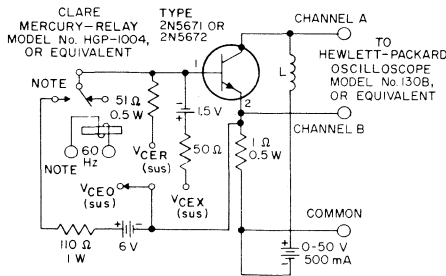 CLARE
MERCURY-RELAY
MODEL No. HGP-1004,
OR EQUIVALENT
TYPE
2N5671 OR
2N5672
CHANNEL A
TO
HEWLETT-PACKARD
OSCILLOSCOPE
MODEL No. 130B,
OR EQUIVALENT
NOTE
1
2
L
51 Ω
0.5 W
- +
1.5 V
CHANNEL B
60
Hz
NOTE
VCER
(sus)
50 Ω
1 Ω
0.5 W
VCEO
(sus)
VCEX
(sus)
COMMON
110 Ω
1 W
+ -
6 V
+
-
0-50 V
500 mA